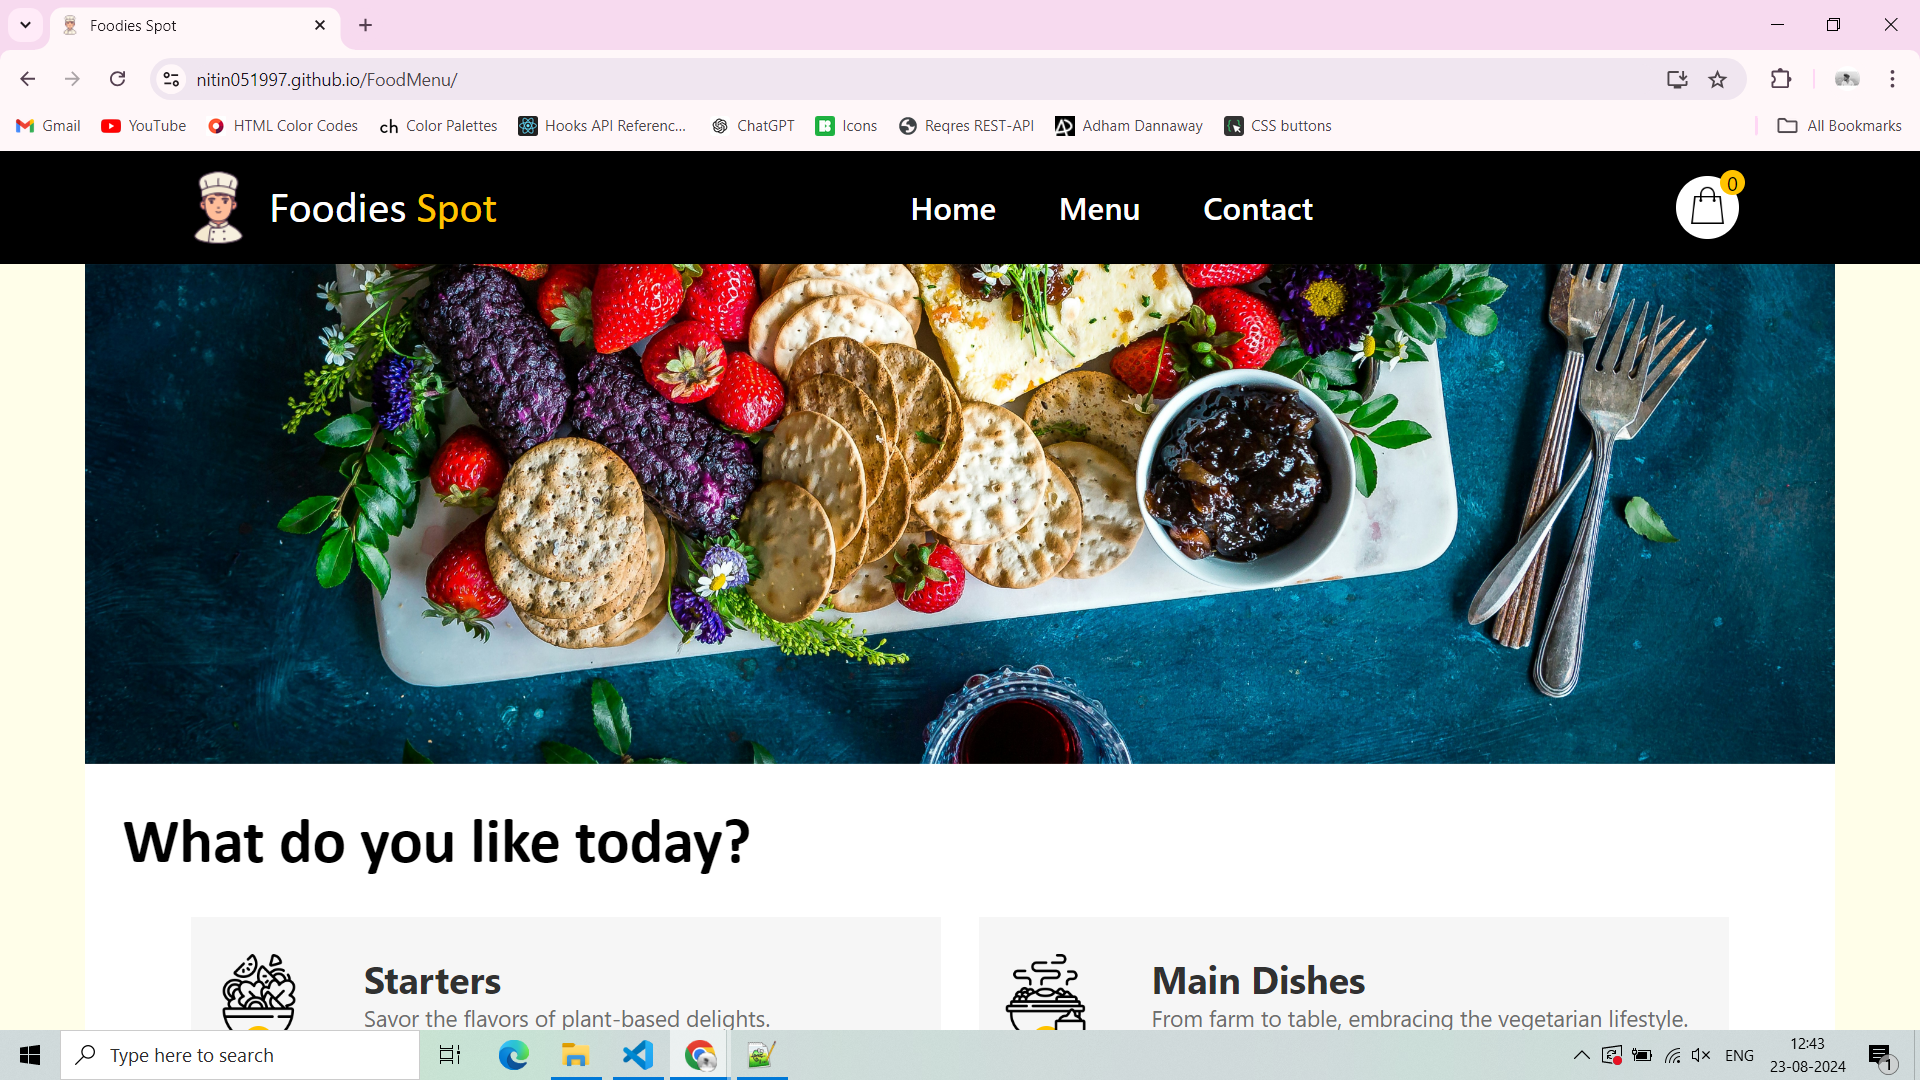 Foodies Spot
nitin051997.github.io/FoodMenu/
Gmail YouTube HTML Color Codes ch Color Palettes Hooks API Referenc... ChatGPT Icons Reqres REST-API Adham Dannaway CSS buttons All Bookmarks
Foodies Spot Home Menu Contact 0
What do you like today?
Starters
Savor the flavors of plant-based delights.
Main Dishes
From farm to table, embracing the vegetarian lifestyle.
Type here to search
ENG
12:43
23-08-2024
1